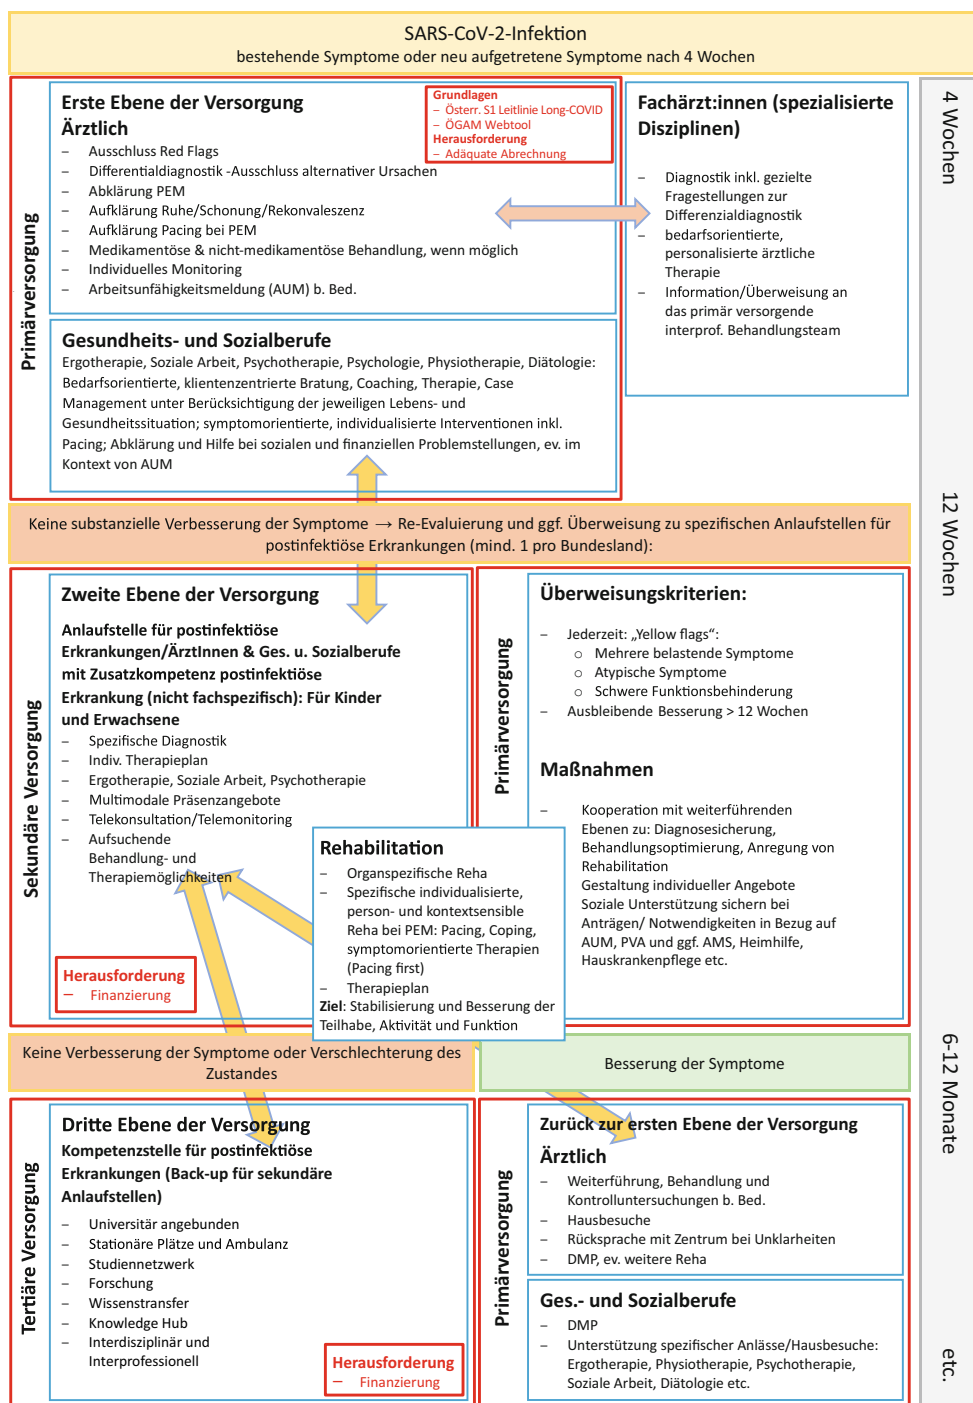 SARS-CoV-2-Infektion
bestehende Symptome oder neu aufgetretene Symptome nach 4 Wochen
Primärversorgung
Erste Ebene der Versorgung
Ärztlich
– Ausschluss Red Flags
– Differentialdiagnostik -Ausschluss alternativer Ursachen
– Abklärung PEM
– Aufklärung Ruhe/Schonung/Rekonvaleszenz
– Aufklärung Pacing bei PEM
– Medikamentöse & nicht-medikamentöse Behandlung, wenn möglich
– Individuelles Monitoring
– Arbeitsunfähigkeitsmeldung (AUM) b. Bed.
Grundlagen
– Österr. S1 Leitlinie Long-COVID
– ÖGAM Webtool
Herausforderung
– Adäquate Abrechnung
Fachärzt:innen (spezialisierte
Disziplinen)
– Diagnostik inkl. gezielte
Fragestellungen zur
Differenzialdiagnostik
– bedarfsorientierte,
personalisierte ärztliche
Therapie
– Information/Überweisung an
das primär versorgende
interprof. Behandlungsteam
4 Wochen
Gesundheits- und Sozialberufe
Ergotherapie, Soziale Arbeit, Psychotherapie, Psychologie, Physiotherapie, Diätologie:
Bedarfsorientierte, klientenzentrierte Bratung, Coaching, Therapie, Case
Management unter Berücksichtigung der jeweiligen Lebens- und
Gesundheitssituation; symptomorientierte, individualisierte Interventionen inkl.
Pacing; Abklärung und Hilfe bei sozialen und finanziellen Problemstellungen, ev. im
Kontext von AUM
12 Wochen
Keine substanzielle Verbesserung der Symptome → Re-Evaluierung und ggf. Überweisung zu spezifischen Anlaufstellen für
postinfektiöse Erkrankungen (mind. 1 pro Bundesland):
Sekundäre Versorgung
Zweite Ebene der Versorgung
Anlaufstelle für postinfektiöse
Erkrankungen/ÄrztInnen & Ges. u. Sozialberufe
mit Zusatzkompetenz postinfektiöse
Erkrankung (nicht fachspezifisch): Für Kinder
und Erwachsene
– Spezifische Diagnostik
– Indiv. Therapieplan
– Ergotherapie, Soziale Arbeit, Psychotherapie
– Multimodale Präsenzangebote
– Telekonsultation/Telemonitoring
– Aufsuchende
Behandlung- und
Therapiemöglichkeiten
Herausforderung
– Finanzierung
Rehabilitation
– Organspezifische Reha
– Spezifische individualisierte,
person- und kontextsensible
Reha bei PEM: Pacing, Coping,
symptomorientierte Therapien
(Pacing first)
– Therapieplan
Ziel: Stabilisierung und Besserung der
Teilhabe, Aktivität und Funktion
Primärversorgung
Überweisungskriterien:
– Jederzeit: „Yellow flags“:
○ Mehrere belastende Symptome
○ Atypische Symptome
○ Schwere Funktionsbehinderung
– Ausbleibende Besserung > 12 Wochen
Maßnahmen
– Kooperation mit weiterführenden
Ebenen zu: Diagnosesicherung,
Behandlungsoptimierung, Anregung von
Rehabilitation
Gestaltung individueller Angebote
Soziale Unterstützung sichern bei
Anträgen/ Notwendigkeiten in Bezug auf
AUM, PVA und ggf. AMS, Heimhilfe,
Hauskrankenpflege etc.
6-12 Monate
Keine Verbesserung der Symptome oder Verschlechterung des
Zustandes
Besserung der Symptome
Tertiäre Versorgung
Dritte Ebene der Versorgung
Kompetenzstelle für postinfektiöse
Erkrankungen (Back-up für sekundäre
Anlaufstellen)
– Universitär angebunden
– Stationäre Plätze und Ambulanz
– Studiennetzwerk
– Forschung
– Wissenstransfer
– Knowledge Hub
– Interdisziplinär und
Interprofessionell
Herausforderung
– Finanzierung
Primärversorgung
Zurück zur ersten Ebene der Versorgung
Ärztlich
– Weiterführung, Behandlung und
Kontrolluntersuchungen b. Bed.
– Hausbesuche
– Rücksprache mit Zentrum bei Unklarheiten
– DMP, ev. weitere Reha
Ges.- und Sozialberufe
– DMP
– Unterstützung spezifischer Anlässe/Hausbesuche:
Ergotherapie, Physiotherapie, Psychotherapie,
Soziale Arbeit, Diätologie etc.
etc.